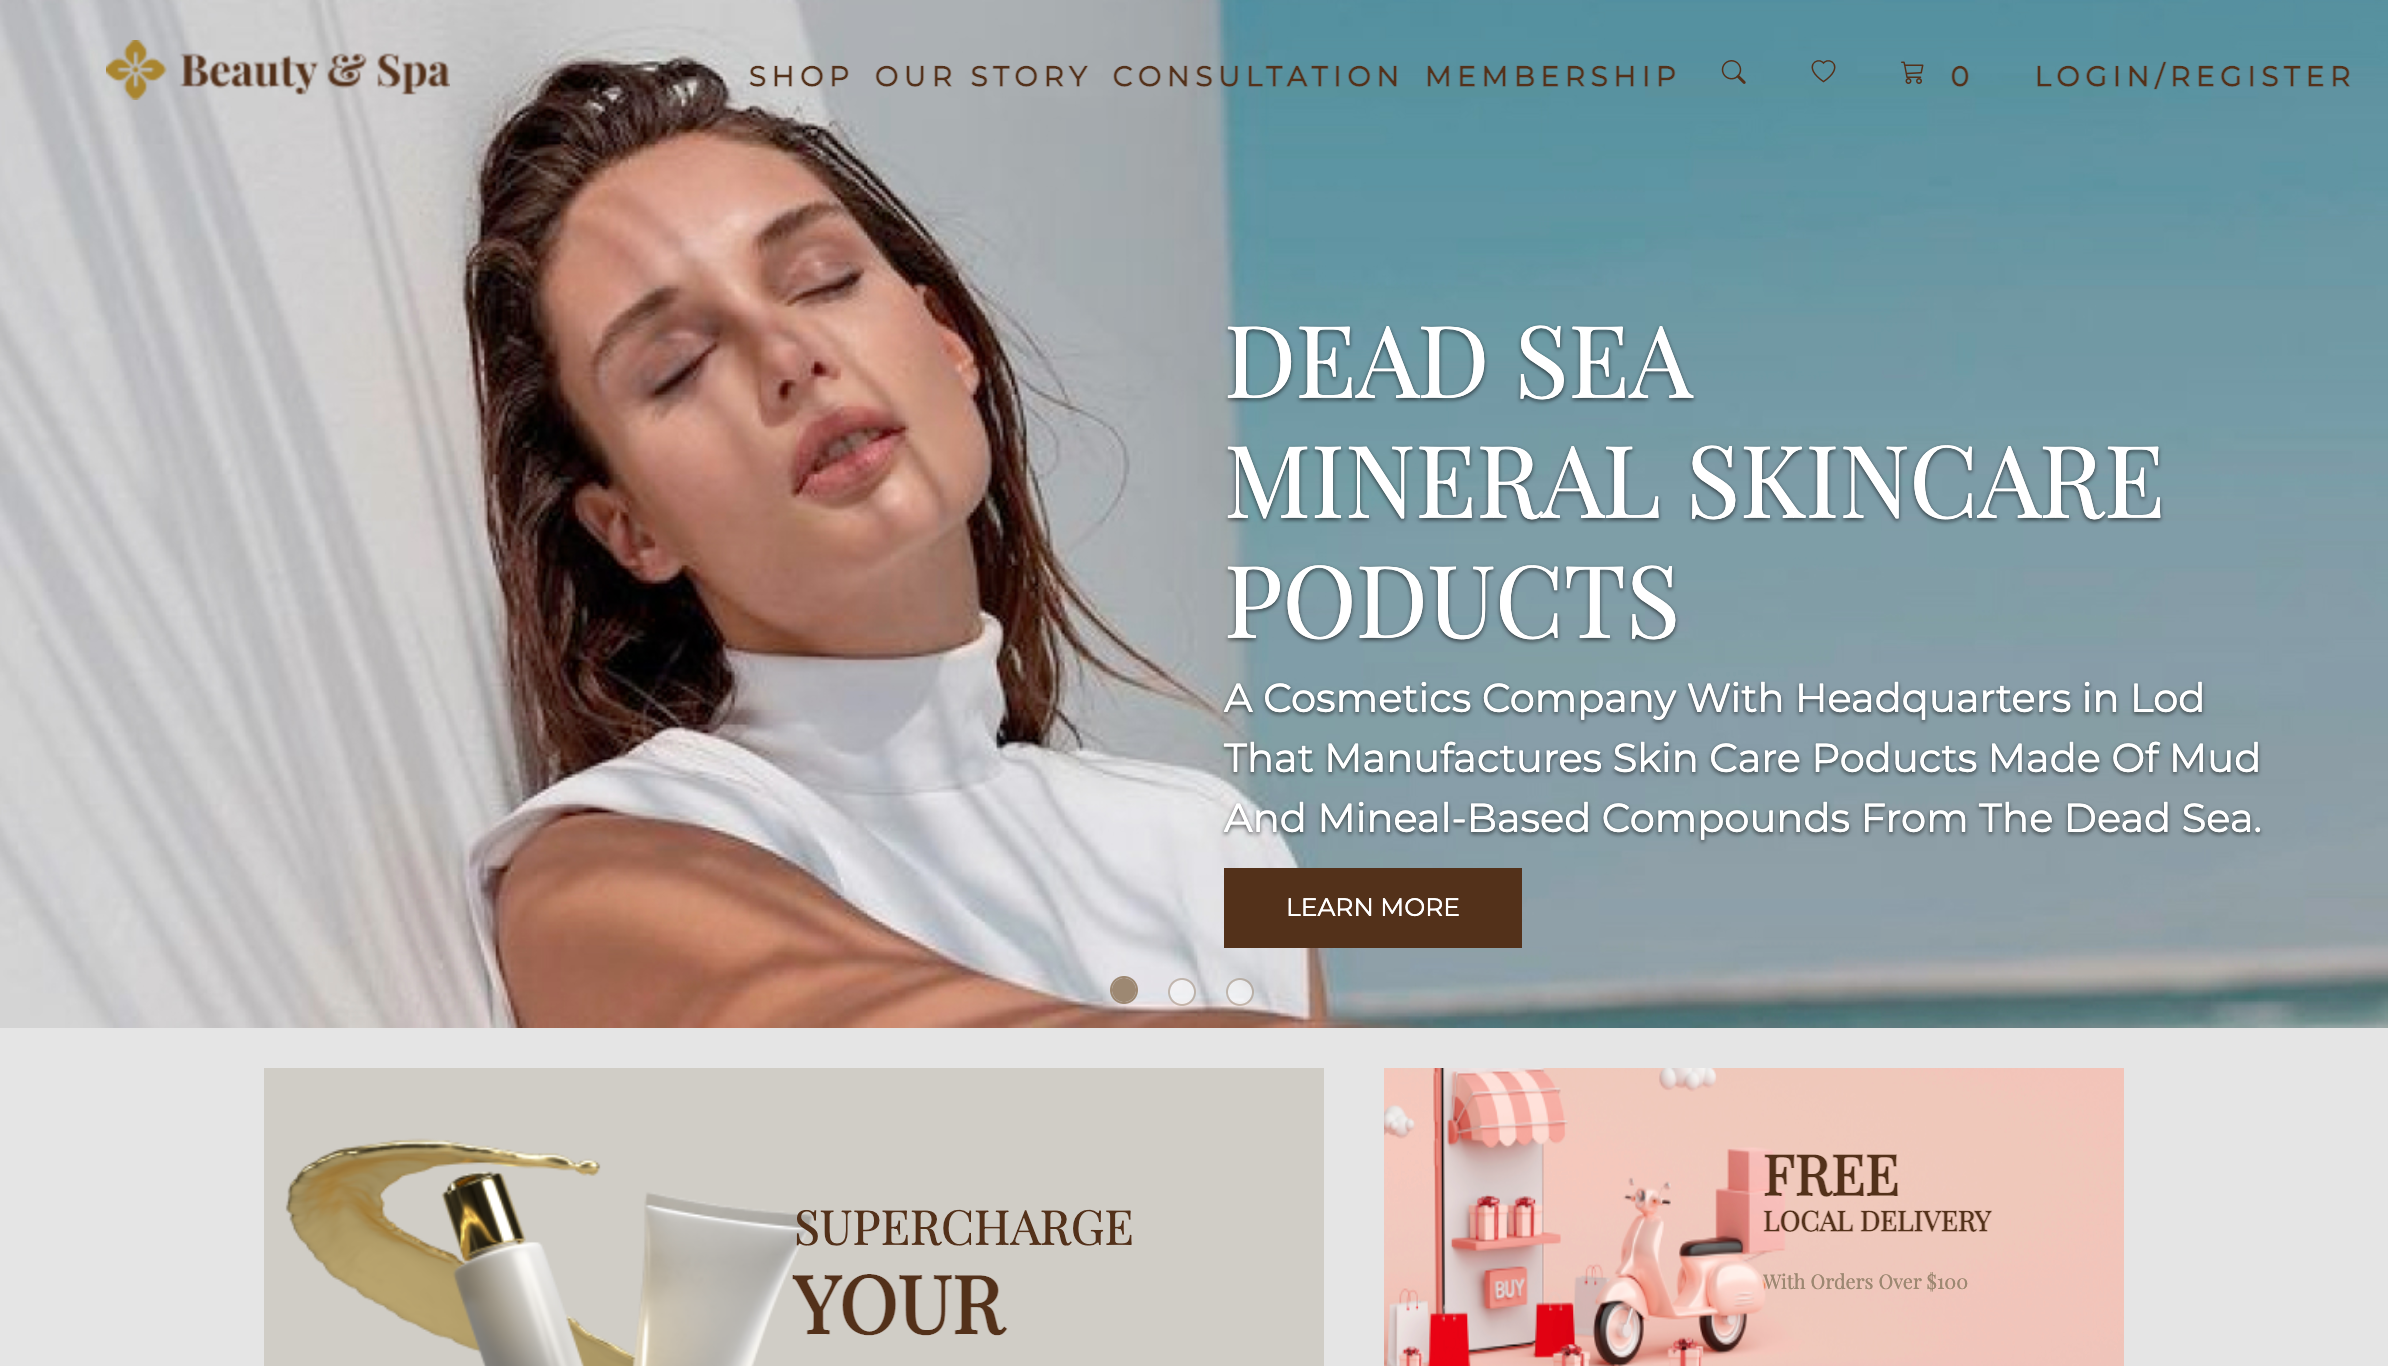 Beauty & Spa
SHOP OUR STORY CONSULTATION MEMBERSHIP 0 LOGIN/REGISTER
DEAD SEA
MINERAL SKINCARE
PODUCTS
A Cosmetics Company With Headquarters in Lod
That Manufactures Skin Care Poducts Made Of Mud
And Mineal-Based Compounds From The Dead Sea.
LEARN MORE
SUPERCHARGE
YOUR
FREE
LOCAL DELIVERY
With Orders Over $100
BUY